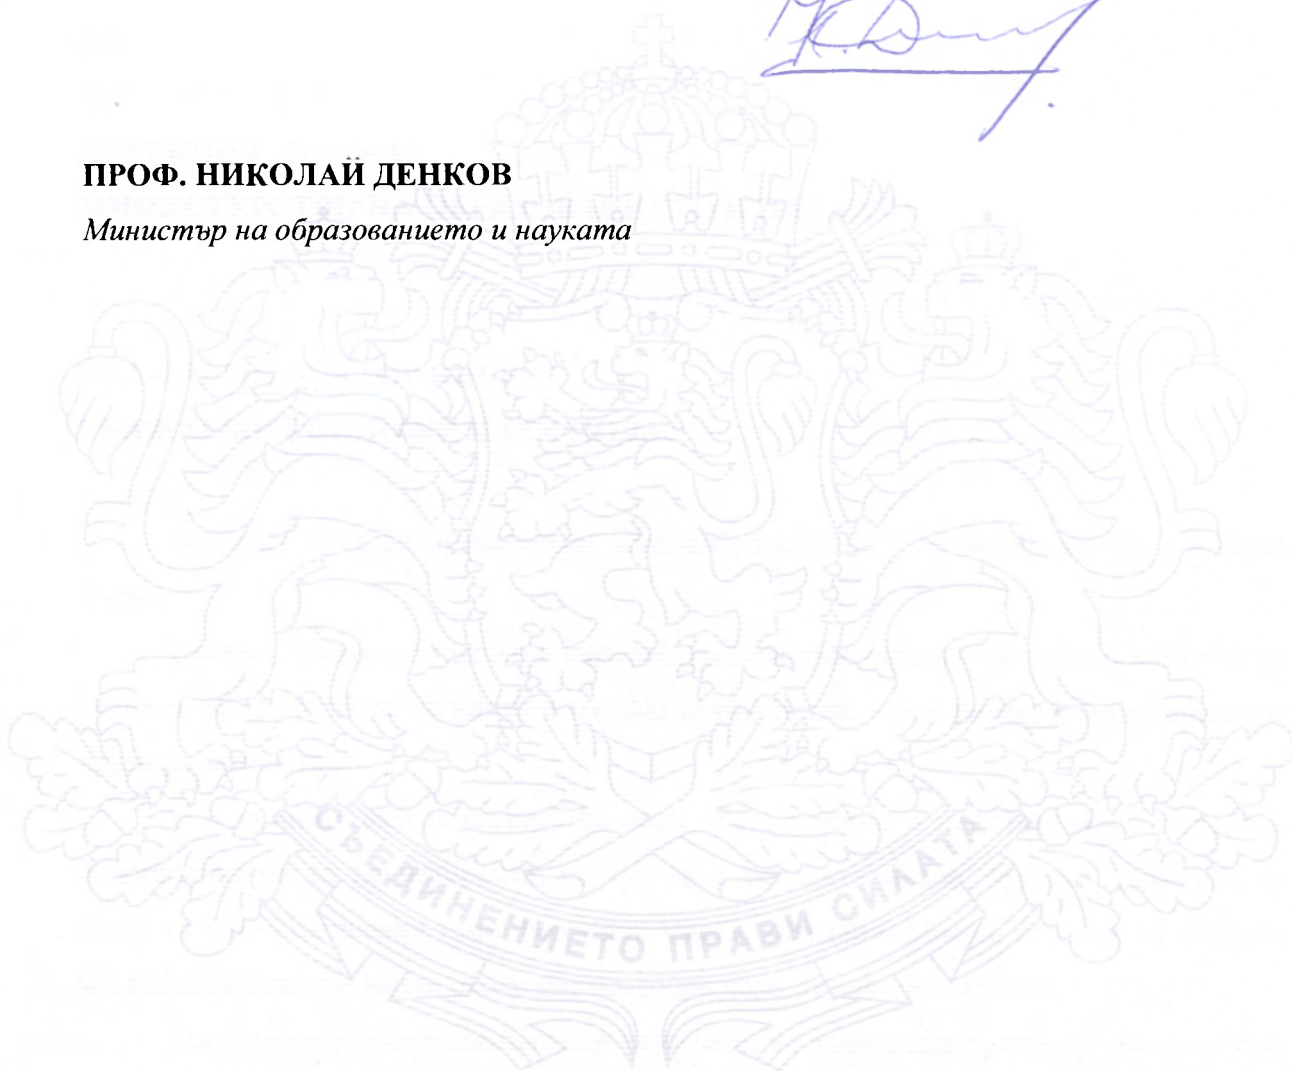 ПРОФ. НИКОЛАЙ ДЕНКОВ
Министър на образованието и науката
СЪЕДИНЕНИЕТО ПРАВИ СИЛАТА